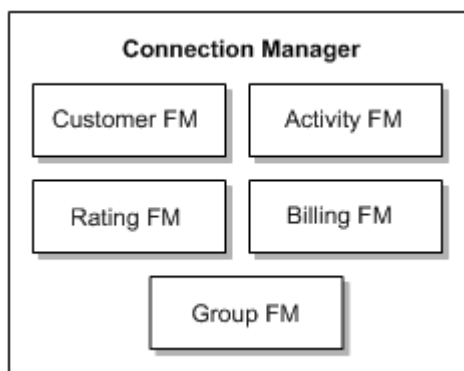 Connection Manager
Customer FM
Activity FM
Rating FM
Billing FM
Group FM